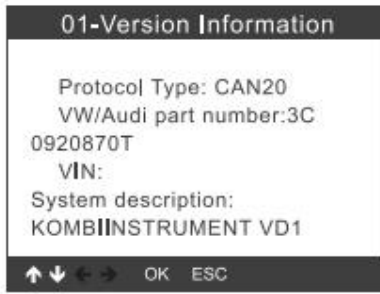 01-Version Information
Protocol Type: CAN20
VW/Audi part number:3C
0920870T
VIN:
System description:
KOMBIINSTRUMENT VD1
OK ESC